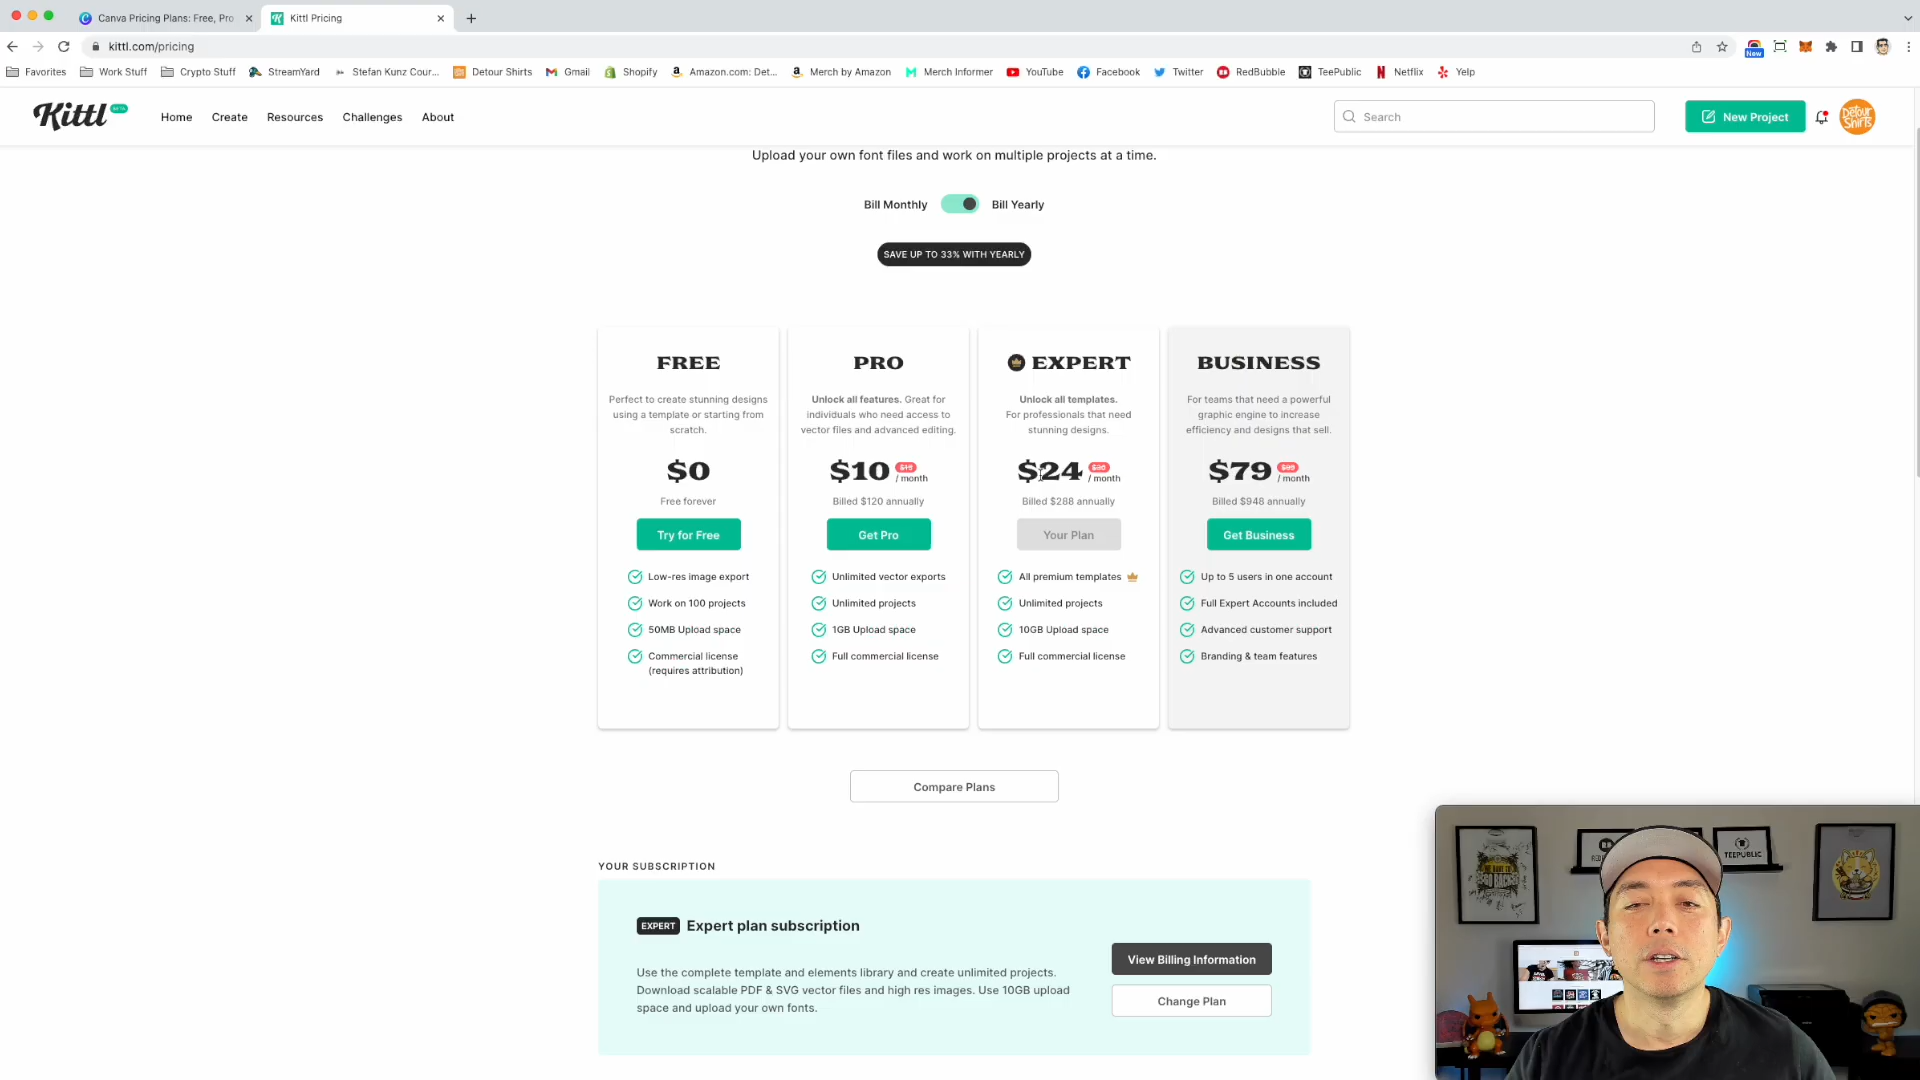 Canva Pricing Plans: Free, Pro
Kittl Pricing
kittl.com/pricing
New
Favorites
Work Stuff
Crypto Stuff
StreamYard
Stefan Kunz Cour...
Detour Shirts
Gmail
Shopify
Amazon.com: Det...
Merch by Amazon
Merch Informer
YouTube
Facebook
Twitter
RedBubble
TeePublic
Netflix
Yelp
Kittl BETA
Home
Create
Resources
Challenges
About
Search
New Project
Detour Shirts
Upload your own font files and work on multiple projects at a time.
Bill Monthly
Bill Yearly
SAVE UP TO 33% WITH YEARLY
FREE
Perfect to create stunning designs
using a template or starting from
scratch.
$0
Free forever
Try for Free
Low-res image export
Work on 100 projects
50MB Upload space
Commercial license
(requires attribution)
PRO
Unlock all features. Great for
individuals who need access to
vector files and advanced editing.
$10 $15
/ month
Billed $120 annually
Get Pro
Unlimited vector exports
Unlimited projects
1GB Upload space
Full commercial license
EXPERT
Unlock all templates.
For professionals that need
stunning designs.
$24 $30
/ month
Billed $288 annually
Your Plan
All premium templates
Unlimited projects
10GB Upload space
Full commercial license
BUSINESS
For teams that need a powerful
graphic engine to increase
efficiency and designs that sell.
$79
/ month
Billed $948 annually
Get Business
Up to 5 users in one account
Full Expert Accounts included
Advanced customer support
Branding & team features
Compare Plans
YOUR SUBSCRIPTION
EXPERT Expert plan subscription
Use the complete template and elements library and create unlimited projects.
Download scalable PDF & SVG vector files and high res images. Use 10GB upload
space and upload your own fonts.
View Billing Information
Change Plan
TEEPUBLIC